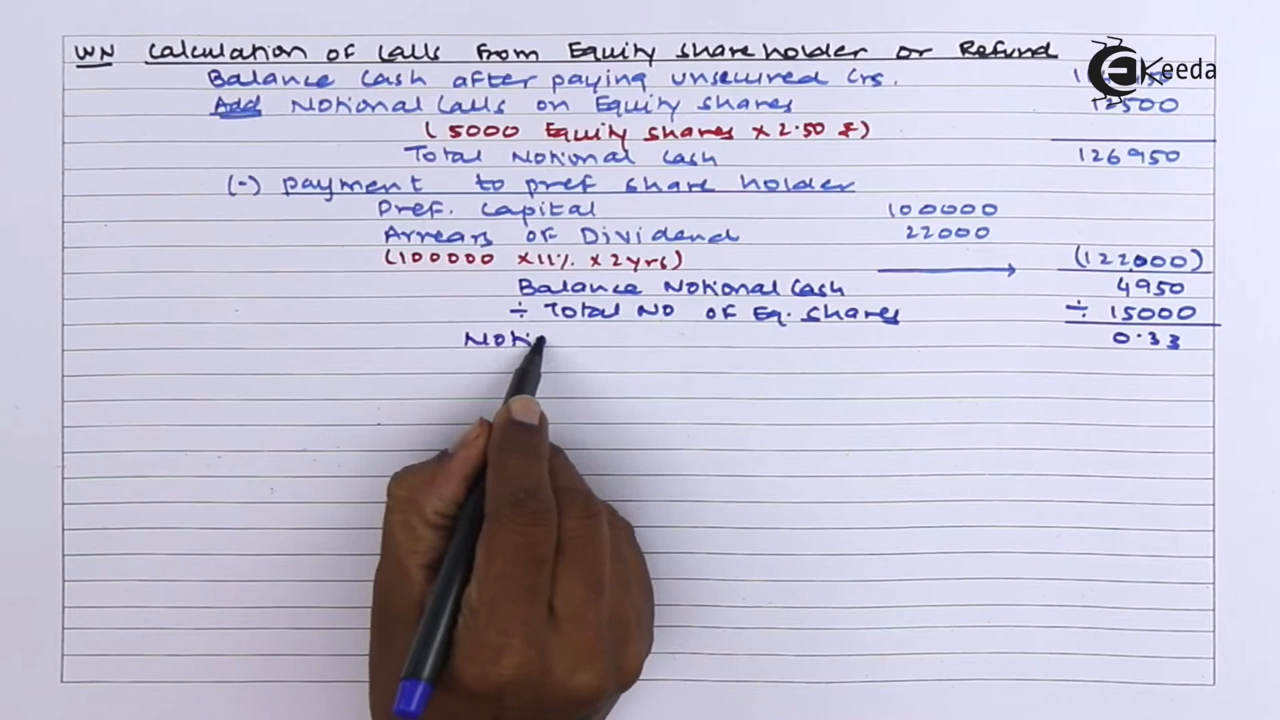 WN Calculation of Calls from Equity shareholder or Refund
Balance Cash after paying unsecured Crs.
Add Notional Calls on Equity shares 12500
(5000 Equity shares × 2.50 ₹)
Total Notional Cash 126950
(-) payment to pref share holder
Pref. Capital 100000
Arrears of Dividend 22000
(100000 × 11% × 2yrs) (122000)
Balance Notional Cash 4950
÷ Total No of Eq. shares ÷ 15000
Noti 0.33
Ekeeda